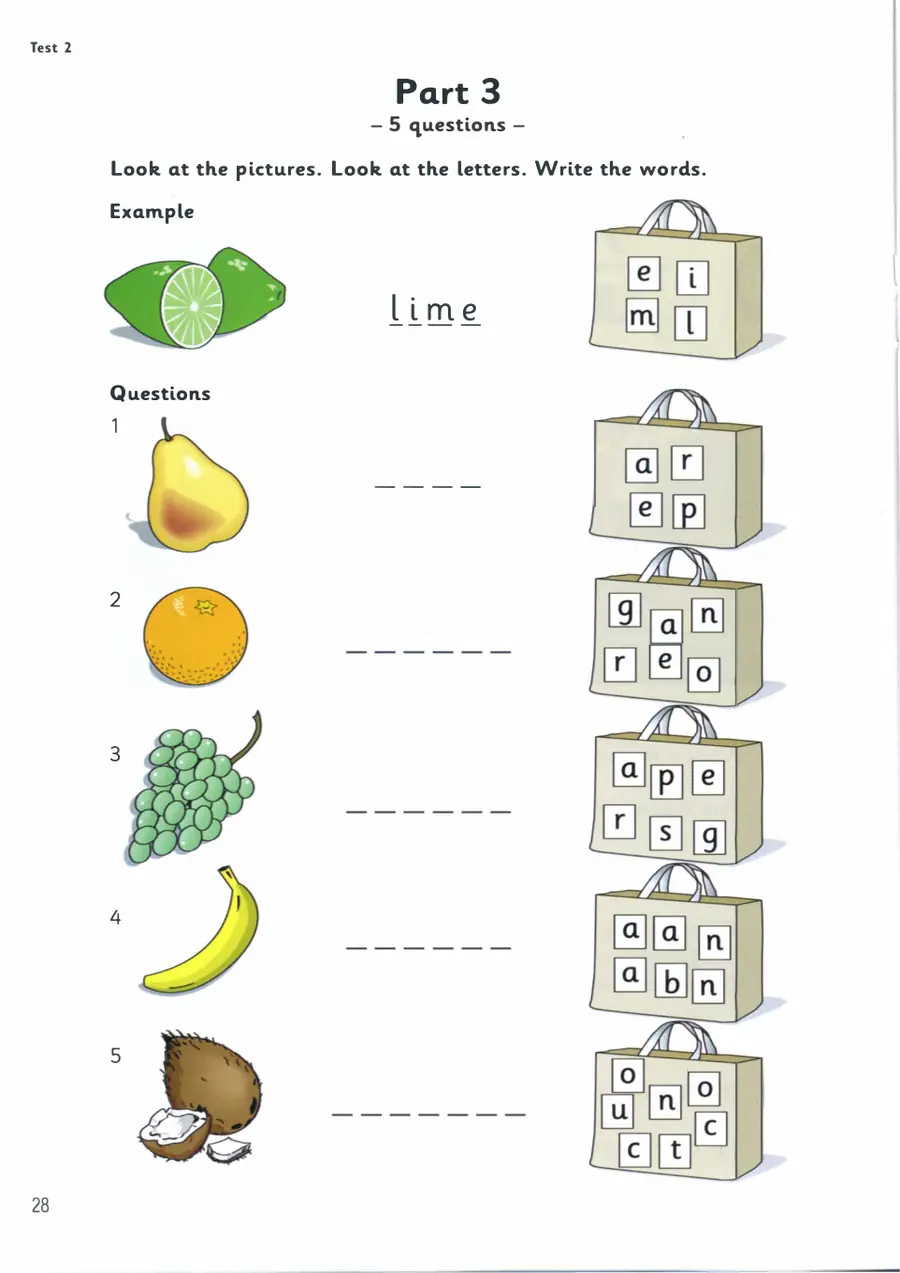 Test 2
Part 3
– 5 questions –
Look at the pictures. Look at the letters. Write the words.
Example
lime
e i
m l
Questions
1
a r
e p
2
g a n
r e o
3
a p e
r s g
4
a a n
a b n
5
o n o
u c
c t
28